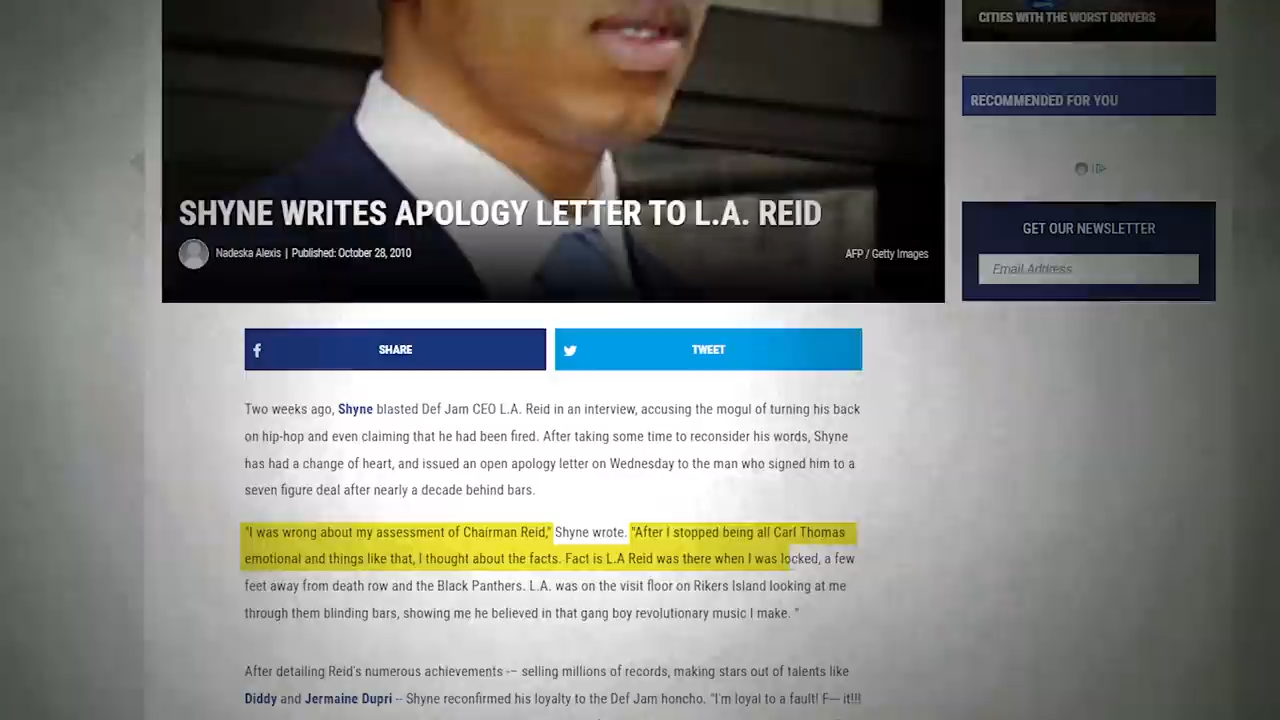 CITIES WITH THE WORST DRIVERS
RECOMMENDED FOR YOU
SHYNE WRITES APOLOGY LETTER TO L.A. REID
Nadeska Alexis | Published: October 28, 2010
AFP / Getty Images
GET OUR NEWSLETTER
Email Address
SHARE
TWEET
Two weeks ago, Shyne blasted Def Jam CEO L.A. Reid in an interview, accusing the mogul of turning his back
on hip-hop and even claiming that he had been fired. After taking some time to reconsider his words, Shyne
has had a change of heart, and issued an open apology letter on Wednesday to the man who signed him to a
seven figure deal after nearly a decade behind bars.
"I was wrong about my assessment of Chairman Reid," Shyne wrote. "After I stopped being all Carl Thomas
emotional and things like that, I thought about the facts. Fact is L.A Reid was there when I was locked, a few
feet away from death row and the Black Panthers. L.A. was on the visit floor on Rikers Island looking at me
through them blinding bars, showing me he believed in that gang boy revolutionary music I make. "
After detailing Reid's numerous achievements -– selling millions of records, making stars out of talents like
Diddy and Jermaine Dupri -- Shyne reconfirmed his loyalty to the Def Jam honcho. "I'm loyal to a fault! F--- it!!!